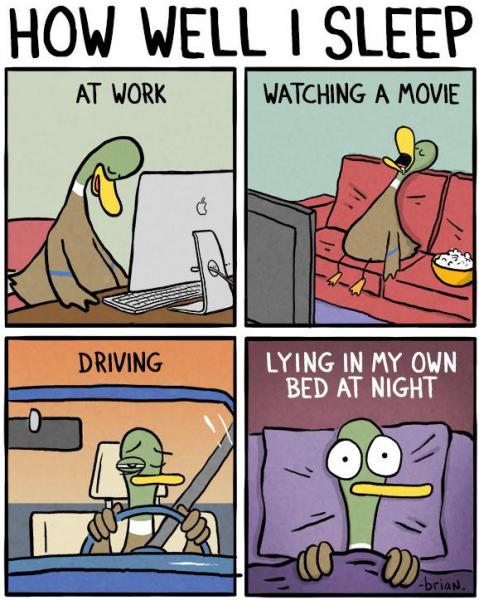 HOW WELL I SLEEP
AT WORK
WATCHING A MOVIE
DRIVING
LYING IN MY OWN
BED AT NIGHT
-briaN.